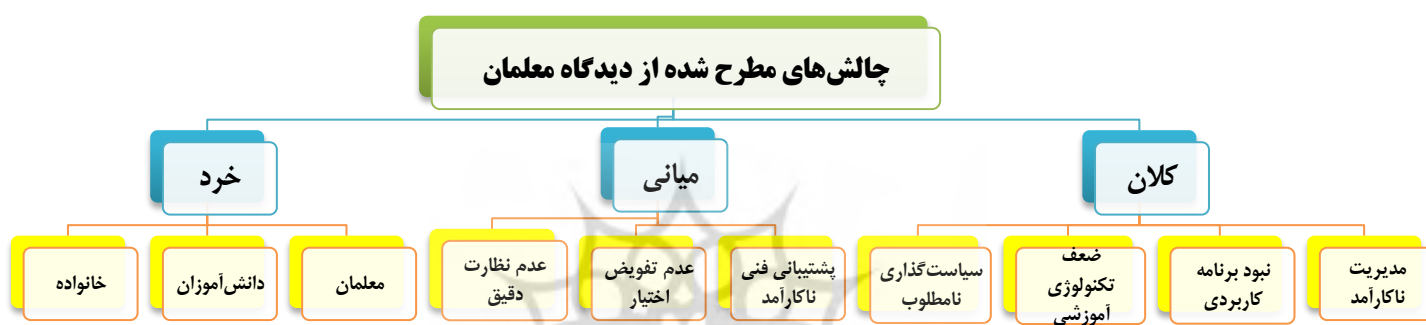 چالش‌های مطرح شده از دیدگاه معلمان
کلان
میانی
خرد
مدیریت
ناکارآمد
نبود برنامه
کاربردی
ضعف
تکنولوژی
آموزشی
سیاست‌گذاری
نامطلوب
پشتیبانی فنی
ناکارآمد
عدم تفویض
اختیار
عدم نظارت
دقیق
معلمان
دانش‌آموزان
خانواده